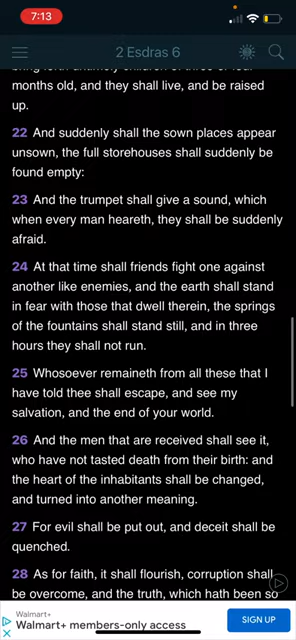 7:13
2 Esdras 6
bring forth untimely children of three or four
months old, and they shall live, and be raised
up.
22 And suddenly shall the sown places appear
unsown, the full storehouses shall suddenly be
found empty:
23 And the trumpet shall give a sound, which
when every man heareth, they shall be suddenly
afraid.
24 At that time shall friends fight one against
another like enemies, and the earth shall stand
in fear with those that dwell therein, the springs
of the fountains shall stand still, and in three
hours they shall not run.
25 Whosoever remaineth from all these that I
have told thee shall escape, and see my
salvation, and the end of your world.
26 And the men that are received shall see it,
who have not tasted death from their birth: and
the heart of the inhabitants shall be changed,
and turned into another meaning.
27 For evil shall be put out, and deceit shall be
quenched.
28 As for faith, it shall flourish, corruption shall
be overcome, and the truth, which hath been so
Walmart+
Walmart+ members-only access
SIGN UP